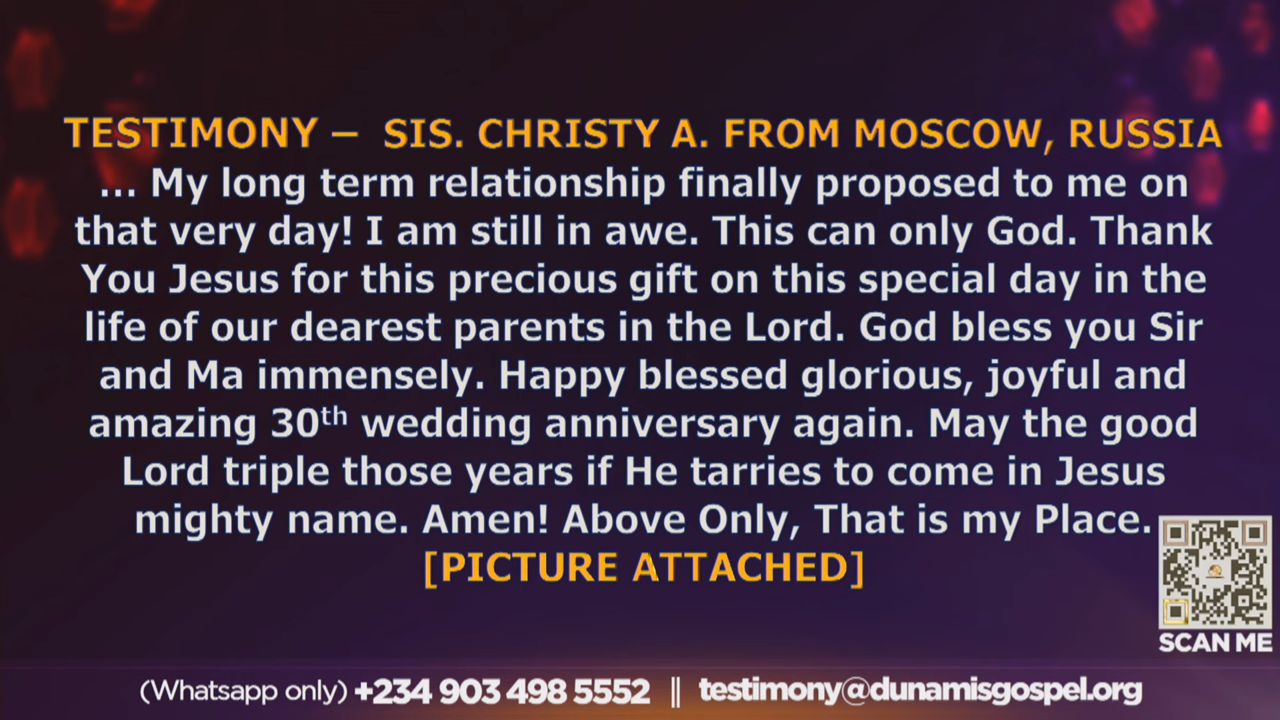 TESTIMONY – SIS. CHRISTY A. FROM MOSCOW, RUSSIA
... My long term relationship finally proposed to me on
that very day! I am still in awe. This can only God. Thank
You Jesus for this precious gift on this special day in the
life of our dearest parents in the Lord. God bless you Sir
and Ma immensely. Happy blessed glorious, joyful and
amazing 30th wedding anniversary again. May the good
Lord triple those years if He tarries to come in Jesus
mighty name. Amen! Above Only, That is my Place.
[PICTURE ATTACHED]
SCAN ME
(Whatsapp only) +234 903 498 5552 || testimony@dunamisgospel.org